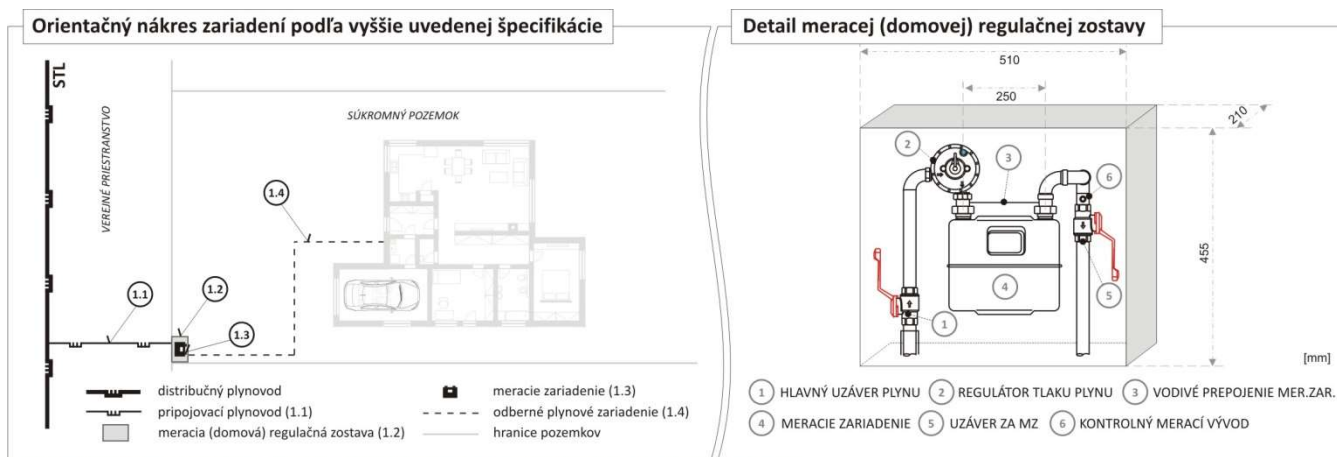 Orientačný nákres zariadení podľa vyššie uvedenej špecifikácie
STL
VEREJNÉ PRIESTRANSTVO
SÚKROMNÝ POZEMOK
1.4
1.1
1.2
1.3
distribučný plynovod
pripojovací plynovod (1.1)
meracia (domová) regulačná zostava (1.2)
meracie zariadenie (1.3)
odberné plynové zariadenie (1.4)
hranice pozemkov
Detail meracej (domovej) regulačnej zostavy
510
250
210
2
3
6
455
4
5
1
[mm]
1 HLAVNÝ UZÁVER PLYNU 2 REGULÁTOR TLAKU PLYNU 3 VODIVÉ PREPOJENIE MER.ZAR.
4 MERACIE ZARIADENIE 5 UZÁVER ZA MZ 6 KONTROLNÝ MERACÍ VÝVOD